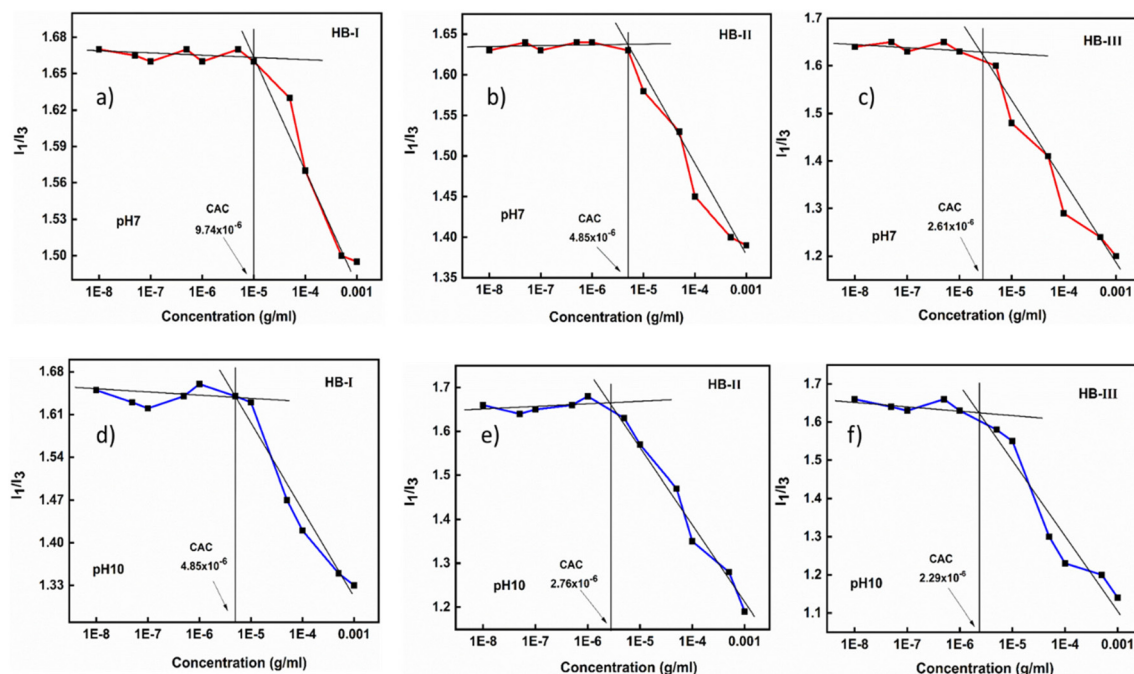 HB-I
a)
I₁/I₃
1.68
1.65
1.62
1.59
1.56
1.53
1.50
pH7
CAC
9.74x10⁻⁶
1E-8
1E-7
1E-6
1E-5
1E-4
0.001
Concentration (g/ml)
HB-II
b)
I₁/I₃
1.65
1.60
1.55
1.50
1.45
1.40
1.35
pH7
CAC
4.85x10⁻⁶
1E-8
1E-7
1E-6
1E-5
1E-4
0.001
Concentration (g/ml)
HB-III
c)
I₁/I₃
1.7
1.6
1.5
1.4
1.3
1.2
pH7
CAC
2.61x10⁻⁶
1E-8
1E-7
1E-6
1E-5
1E-4
0.001
Concentration (g/ml)
HB-I
d)
I₁/I₃
1.68
1.61
1.54
1.47
1.40
1.33
pH10
CAC
4.85x10⁻⁶
1E-8
1E-7
1E-6
1E-5
1E-4
0.001
Concentration (g/ml)
HB-II
e)
I₁/I₃
1.7
1.6
1.5
1.4
1.3
1.2
pH10
CAC
2.76x10⁻⁶
1E-8
1E-7
1E-6
1E-5
1E-4
0.001
Concentration (g/ml)
HB-III
f)
I₁/I₃
1.7
1.6
1.5
1.4
1.3
1.2
1.1
pH10
CAC
2.29x10⁻⁶
1E-8
1E-7
1E-6
1E-5
1E-4
0.001
Concentration (g/ml)